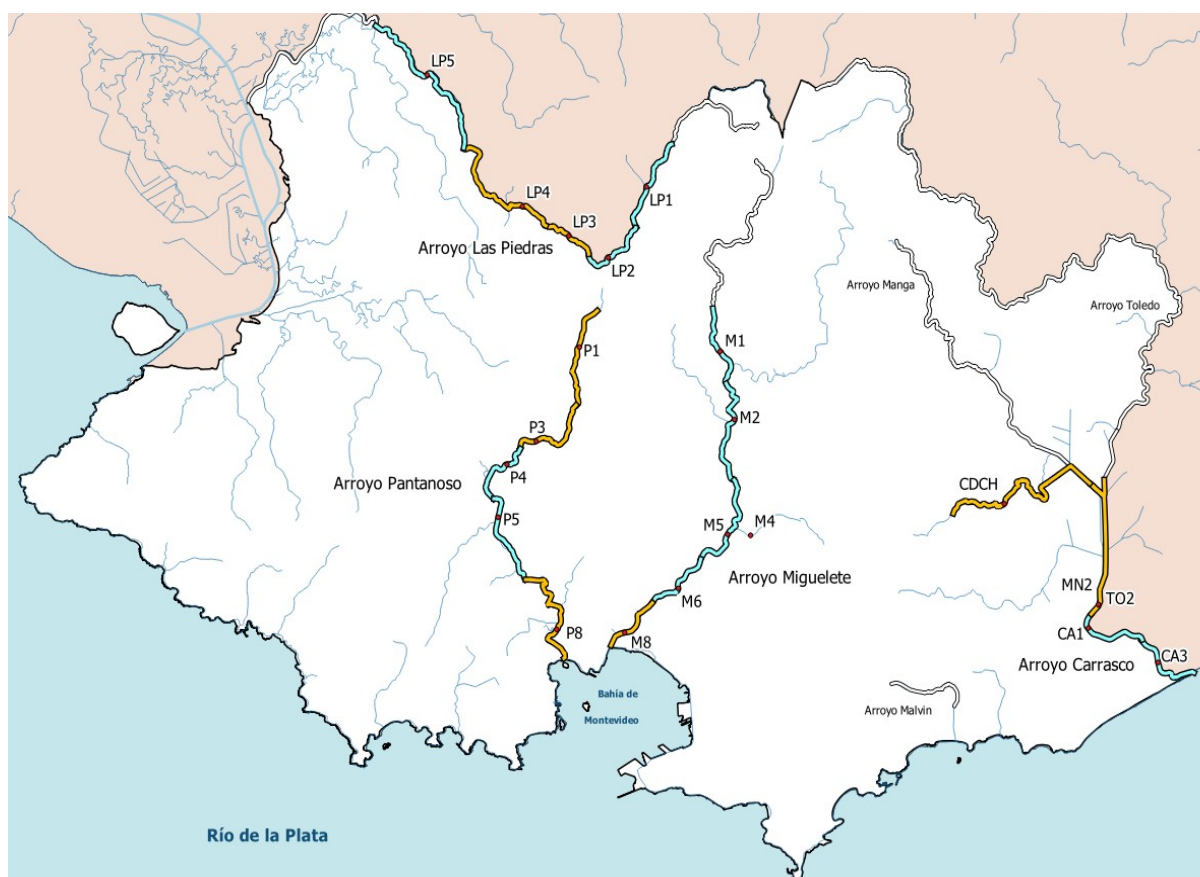 LP5
LP4
LP3
LP1
LP2
Arroyo Las Piedras
Arroyo Manga
Arroyo Toledo
P1
M1
M2
P3
P4
Arroyo Pantanoso
P5
CDCH
M5
M4
Arroyo Miguelete
M6
MN2
TO2
P8
M8
CA1
CA3
Arroyo Carrasco
Arroyo Malvin
Bahía de
Montevideo
Río de la Plata